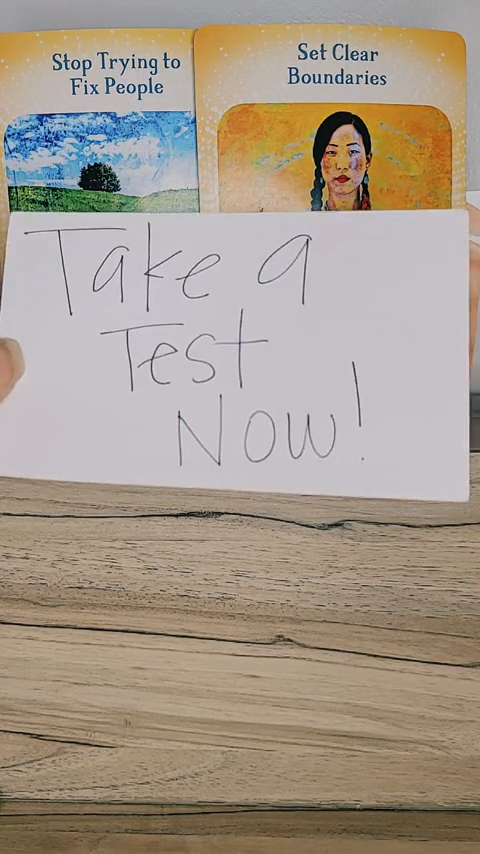 Stop Trying to
Fix People
Set Clear
Boundaries
Take a
Test
Now!